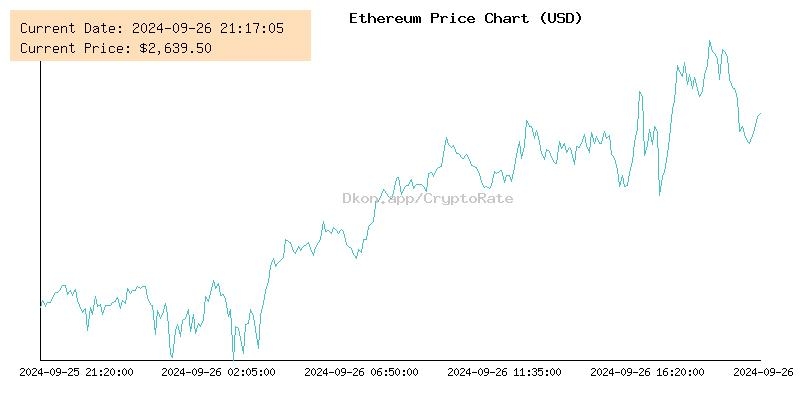 Ethereum Price Chart (USD)
Current Date: 2024-09-26 21:17:05
Current Price: $2,639.50
Dkon.app/CryptoRate
2024-09-25 21:20:00
2024-09-26 02:05:00
2024-09-26 06:50:00
2024-09-26 11:35:00
2024-09-26 16:20:00
2024-09-26